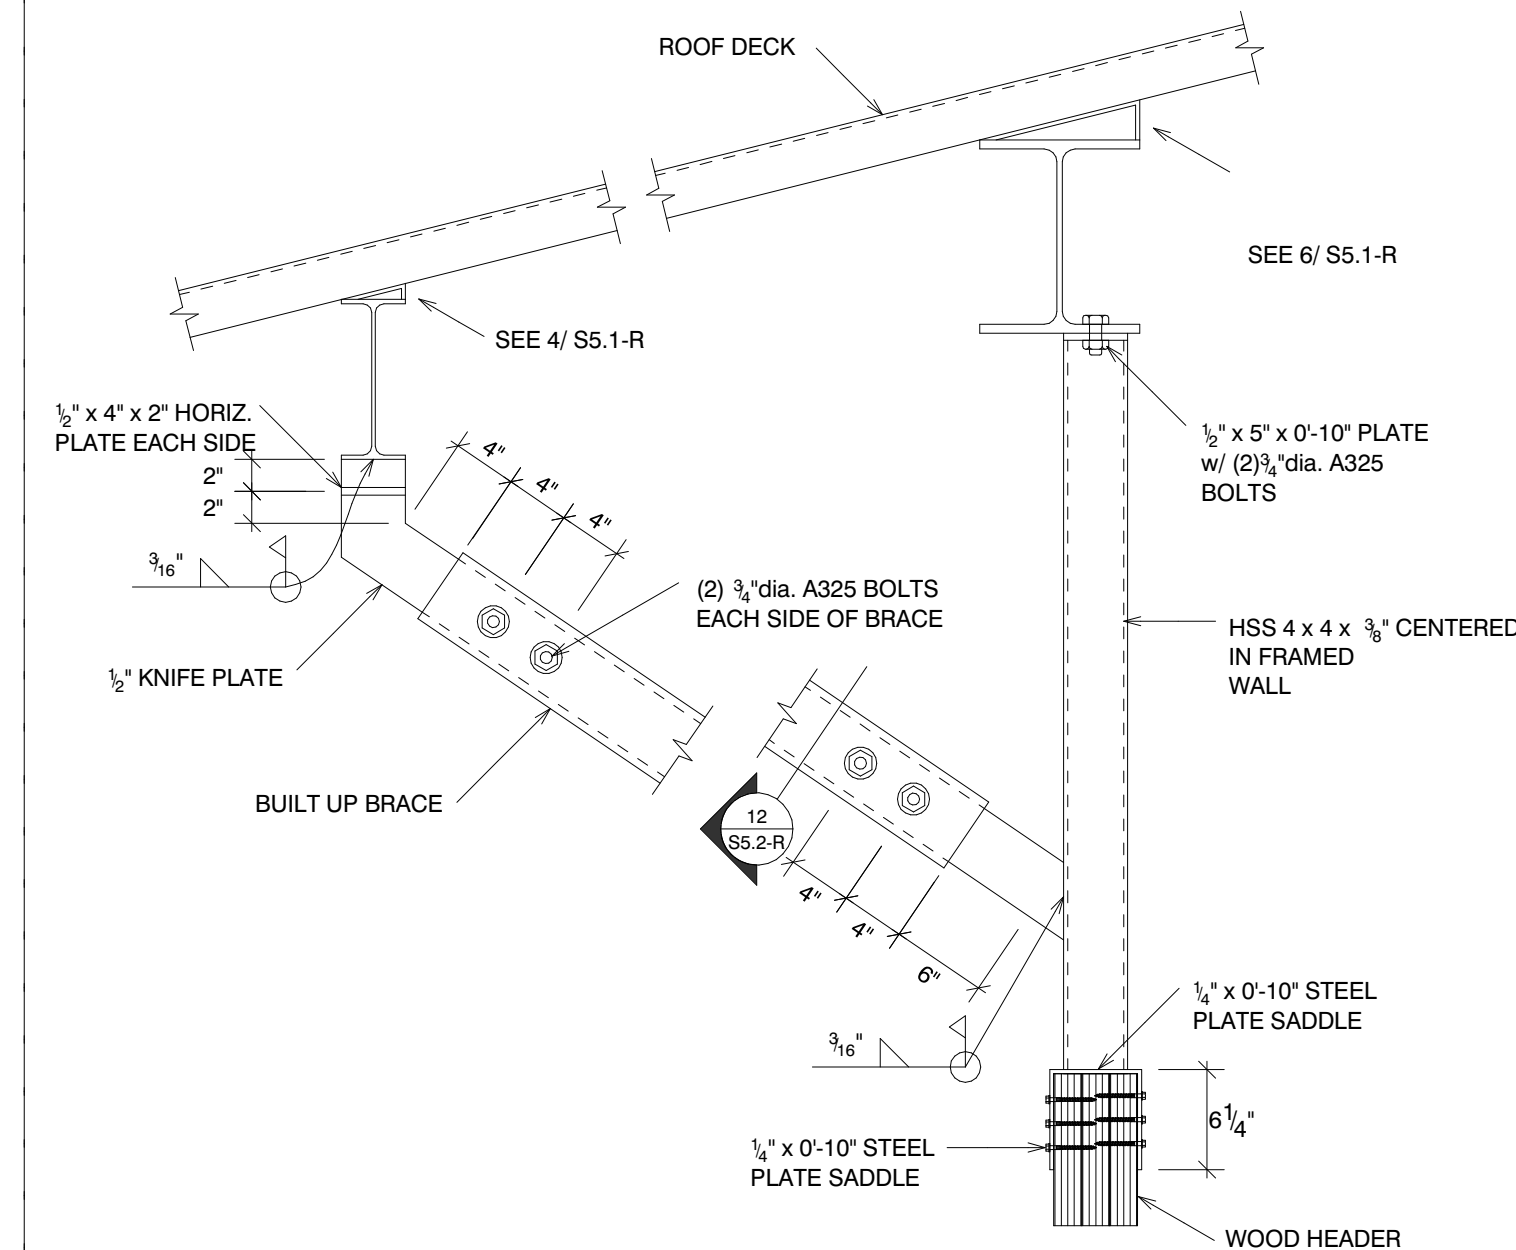 ROOF DECK
SEE 6/ S5.1-R
SEE 4/ S5.1-R
½" x 4" x 2" HORIZ.
PLATE EACH SIDE
2"
2"
4"
4"
4"
½" x 5" x 0'-10" PLATE
w/ (2)¾"dia. A325
BOLTS
3/16"
(2) ¾"dia. A325 BOLTS
EACH SIDE OF BRACE
HSS 4 x 4 x ⅜" CENTERED
IN FRAMED
WALL
½" KNIFE PLATE
BUILT UP BRACE
12
S5.2-R
4"
4"
6"
3/16"
¼" x 0'-10" STEEL
PLATE SADDLE
6¼"
¼" x 0'-10" STEEL
PLATE SADDLE
WOOD HEADER